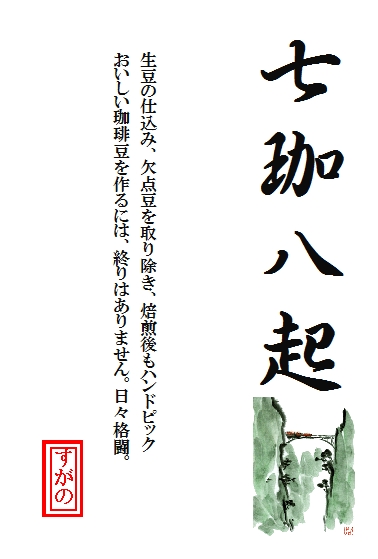 七珈八起
生豆の仕込み、欠点豆を取り除き、焙煎後もハンドピック
おいしい珈琲豆を作るには、終りはありません。日々格闘。
すがの